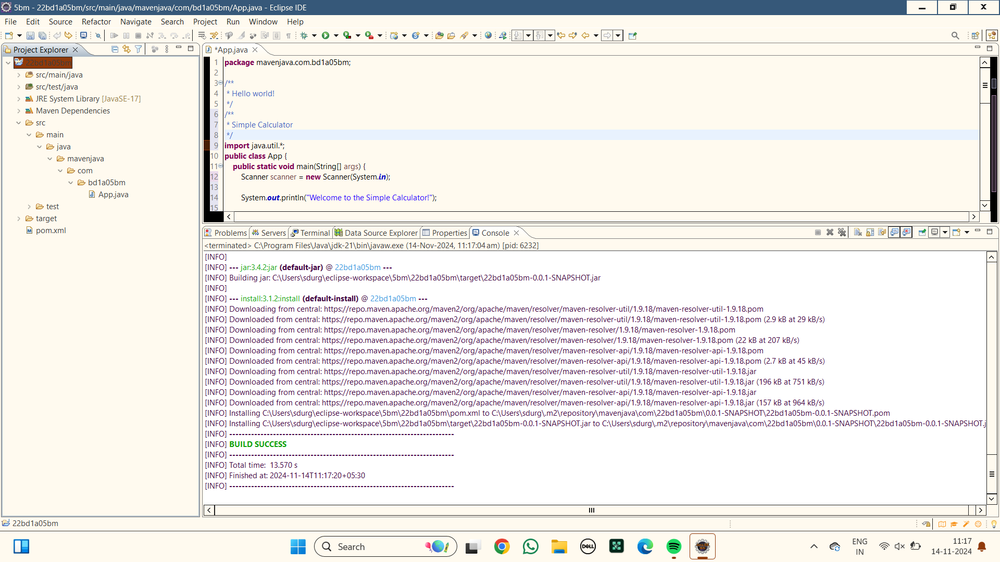 5bm - 22bd1a05bm/src/main/java/mavenjava/com/bd1a05bm/App.java - Eclipse IDE
File Edit Source Refactor Navigate Search Project Run Window Help
Project Explorer
22bd1a05bm
src/main/java
src/test/java
JRE System Library [JavaSE-17]
Maven Dependencies
src
main
java
mavenjava
com
bd1a05bm
App.java
test
target
pom.xml
*App.java
1 package mavenjava.com.bd1a05bm;
2
3 /**
4 * Hello world!
5 */
6 /**
7 * Simple Calculator
8 */
9 import java.util.*;
10 public class App {
11 public static void main(String[] args) {
12 Scanner scanner = new Scanner(System.in);
13
14 System.out.println("Welcome to the Simple Calculator!");
15
Problems Servers Terminal Data Source Explorer Properties Console
<terminated> C:\Program Files\Java\jdk-21\bin\javaw.exe (14-Nov-2024, 11:17:04 am) [pid: 6232]
[INFO]
[INFO] --- jar:3.4.2:jar (default-jar) @ 22bd1a05bm ---
[INFO] Building jar: C:\Users\sdurg\eclipse-workspace\5bm\22bd1a05bm\target\22bd1a05bm-0.0.1-SNAPSHOT.jar
[INFO]
[INFO] --- install:3.1.2:install (default-install) @ 22bd1a05bm ---
[INFO] Downloading from central: https://repo.maven.apache.org/maven2/org/apache/maven/resolver/maven-resolver-util/1.9.18/maven-resolver-util-1.9.18.pom
[INFO] Downloaded from central: https://repo.maven.apache.org/maven2/org/apache/maven/resolver/maven-resolver-util/1.9.18/maven-resolver-util-1.9.18.pom (2.9 kB at 29 kB/s)
[INFO] Downloading from central: https://repo.maven.apache.org/maven2/org/apache/maven/resolver/maven-resolver/1.9.18/maven-resolver-1.9.18.pom
[INFO] Downloaded from central: https://repo.maven.apache.org/maven2/org/apache/maven/resolver/maven-resolver/1.9.18/maven-resolver-1.9.18.pom (22 kB at 207 kB/s)
[INFO] Downloading from central: https://repo.maven.apache.org/maven2/org/apache/maven/resolver/maven-resolver-api/1.9.18/maven-resolver-api-1.9.18.pom
[INFO] Downloaded from central: https://repo.maven.apache.org/maven2/org/apache/maven/resolver/maven-resolver-api/1.9.18/maven-resolver-api-1.9.18.pom (2.7 kB at 45 kB/s)
[INFO] Downloading from central: https://repo.maven.apache.org/maven2/org/apache/maven/resolver/maven-resolver-util/1.9.18/maven-resolver-util-1.9.18.jar
[INFO] Downloaded from central: https://repo.maven.apache.org/maven2/org/apache/maven/resolver/maven-resolver-util/1.9.18/maven-resolver-util-1.9.18.jar (196 kB at 751 kB/s)
[INFO] Downloading from central: https://repo.maven.apache.org/maven2/org/apache/maven/resolver/maven-resolver-api/1.9.18/maven-resolver-api-1.9.18.jar
[INFO] Downloaded from central: https://repo.maven.apache.org/maven2/org/apache/maven/resolver/maven-resolver-api/1.9.18/maven-resolver-api-1.9.18.jar (157 kB at 964 kB/s)
[INFO] Installing C:\Users\sdurg\eclipse-workspace\5bm\22bd1a05bm\pom.xml to C:\Users\sdurg\.m2\repository\mavenjava\com\22bd1a05bm\0.0.1-SNAPSHOT\22bd1a05bm-0.0.1-SNAPSHOT.pom
[INFO] Installing C:\Users\sdurg\eclipse-workspace\5bm\22bd1a05bm\target\22bd1a05bm-0.0.1-SNAPSHOT.jar to C:\Users\sdurg\.m2\repository\mavenjava\com\22bd1a05bm\0.0.1-SNAPSHOT\22bd1a05bm-0.0.1-SNAPSHOT.j
[INFO] ------------------------------------------------------------------------
[INFO] BUILD SUCCESS
[INFO] ------------------------------------------------------------------------
[INFO] Total time:  13.570 s
[INFO] Finished at: 2024-11-14T11:17:20+05:30
[INFO] ------------------------------------------------------------------------
22bd1a05bm
Search
DELL
ENG
IN
11:17
14-11-2024